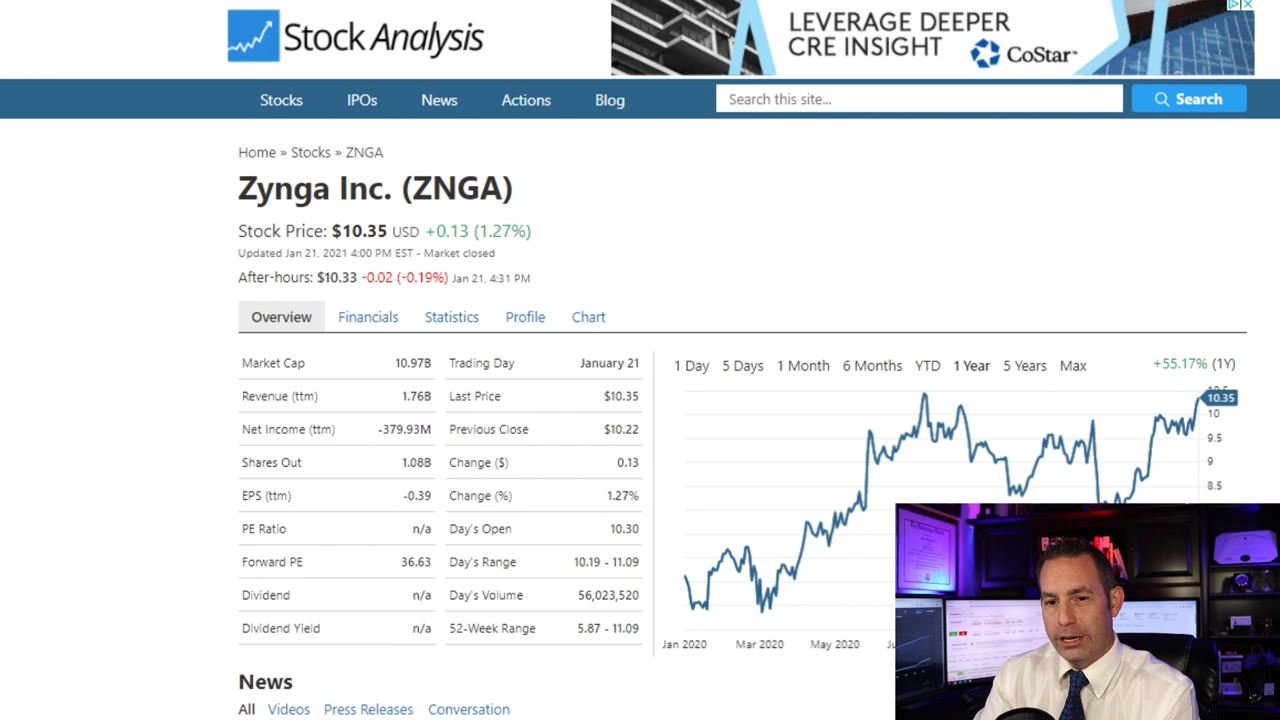 Stock Analysis
LEVERAGE DEEPER
CRE INSIGHT
CoStar™
Stocks IPOs News Actions Blog Search this site... Search
Home » Stocks » ZNGA
Zynga Inc. (ZNGA)
Stock Price: $10.35 USD +0.13 (1.27%)
Updated Jan 21, 2021 4:00 PM EST - Market closed
After-hours: $10.33 -0.02 (-0.19%) Jan 21, 4:31 PM
Overview Financials Statistics Profile Chart
Market Cap 10.97B Trading Day January 21
Revenue (ttm) 1.76B Last Price $10.35
Net Income (ttm) -379.93M Previous Close $10.22
Shares Out 1.08B Change ($) 0.13
EPS (ttm) -0.39 Change (%) 1.27%
PE Ratio n/a Day's Open 10.30
Forward PE 36.63 Day's Range 10.19 - 11.09
Dividend n/a Day's Volume 56,023,520
Dividend Yield n/a 52-Week Range 5.87 - 11.09
1 Day 5 Days 1 Month 6 Months YTD 1 Year 5 Years Max +55.17% (1Y)
10.5
10.35
10
9.5
9
8.5
Jan 2020 Mar 2020 May 2020
News
All Videos Press Releases Conversation